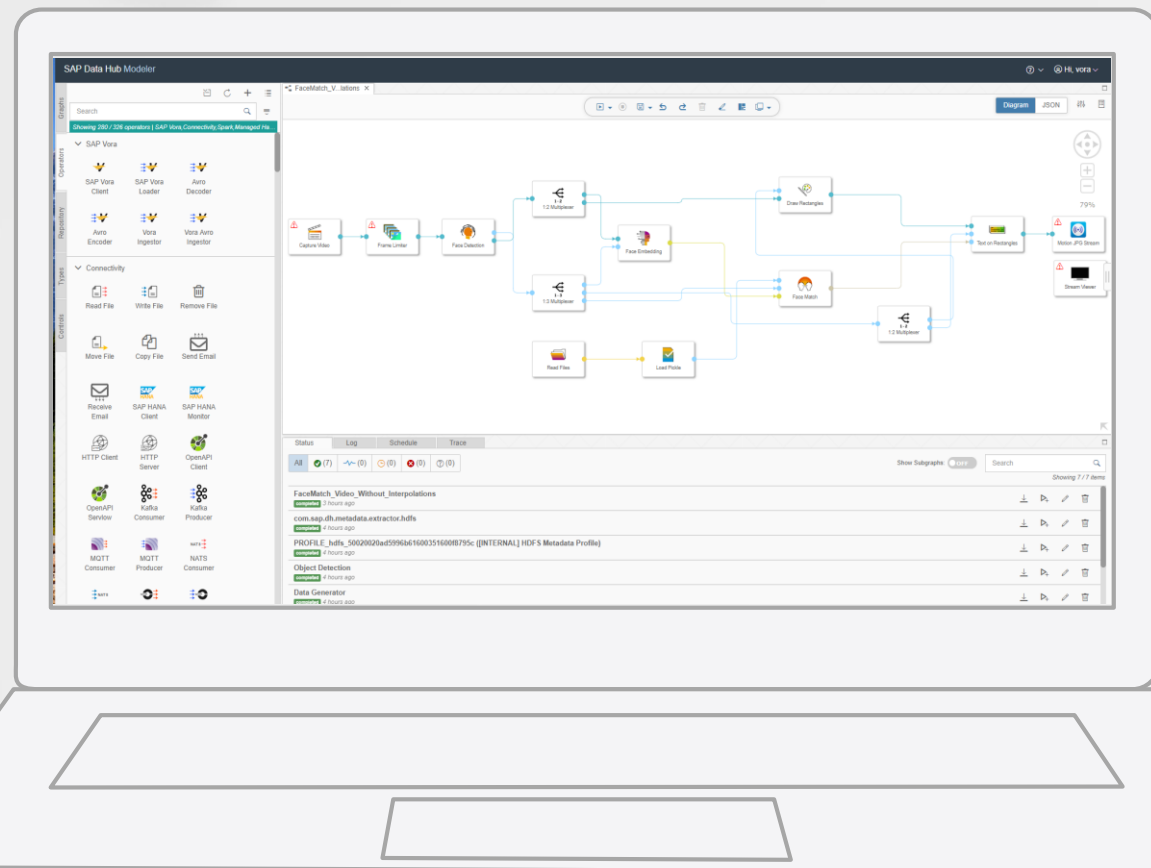 SAP Data Hub Modeler
Hi, vora
Graphs
Operators
Repository
Types
Controls
Search
Showing 280 / 336 operators | SAP Vora,Connectivity,Spark,Managed Ha...
SAP Vora
SAP Vora Client
SAP Vora Loader
Avro Decoder
Avro Encoder
Vora Ingestor
Vora Avro Ingestor
Connectivity
Read File
Write File
Remove File
Move File
Copy File
Send Email
Receive Email
SAP HANA Client
SAP HANA Monitor
HTTP Client
HTTP Server
OpenAPI Client
OpenAPI Servlow
Kafka Consumer
Kafka Producer
MQTT Consumer
MQTT Producer
NATS Consumer
FaceMatch_V...iations ×
Diagram
JSON
79%
Capture Video
Frame Limiter
Face Detection
1:2 Multiplexer
1:3 Multiplexer
Face Embedding
Read Files
Load Pickle
Draw Rectangles
Face Match
1:2 Multiplexer
Text on Rectangles
Motion JPG Stream
Stream Viewer
Status
Log
Schedule
Trace
All
(7)
(0)
(0)
(0)
(0)
Show Subgraphs:
OFF
Search
Showing 7 / 7 items
FaceMatch_Video_Without_Interpolations
completed 3 hours ago
com.sap.dh.metadata.extractor.hdfs
completed 4 hours ago
PROFILE_hdfs_50020020ad5996b61600351600f8795c ([INTERNAL] HDFS Metadata Profile)
completed 4 hours ago
Object Detection
completed 4 hours ago
Data Generator
completed 4 hours ago